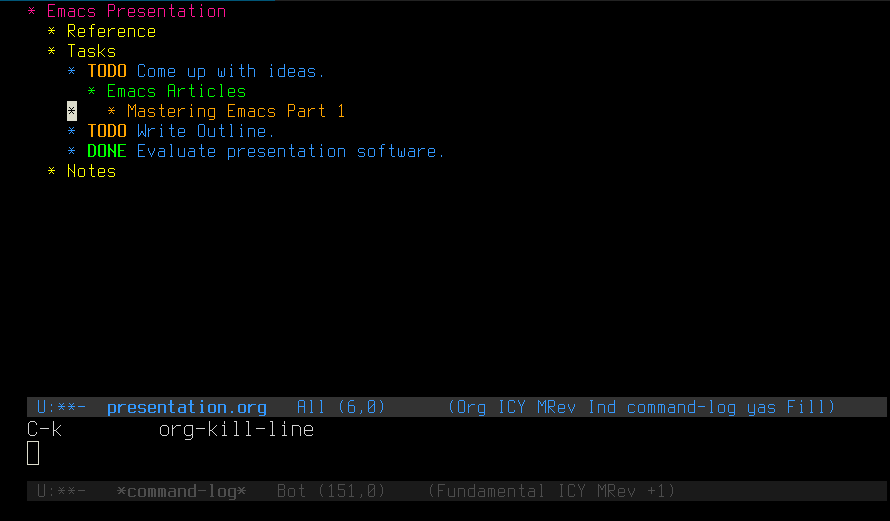 * Emacs Presentation
* Reference
* Tasks
* TODO Come up with ideas.
* Emacs Articles
* * Mastering Emacs Part 1
* TODO Write Outline.
* DONE Evaluate presentation software.
* Notes
U:**- presentation.org All (6,0) (Org ICY MRev Ind command-log yas Fill)
C-k org-kill-line
U:**- *command-log* Bot (151,0) (Fundamental ICY MRev +1)